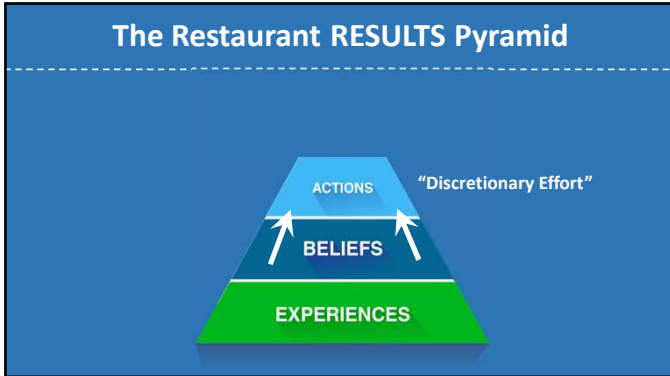 The Restaurant RESULTS Pyramid
ACTIONS
“Discretionary Effort”
BELIEFS
EXPERIENCES